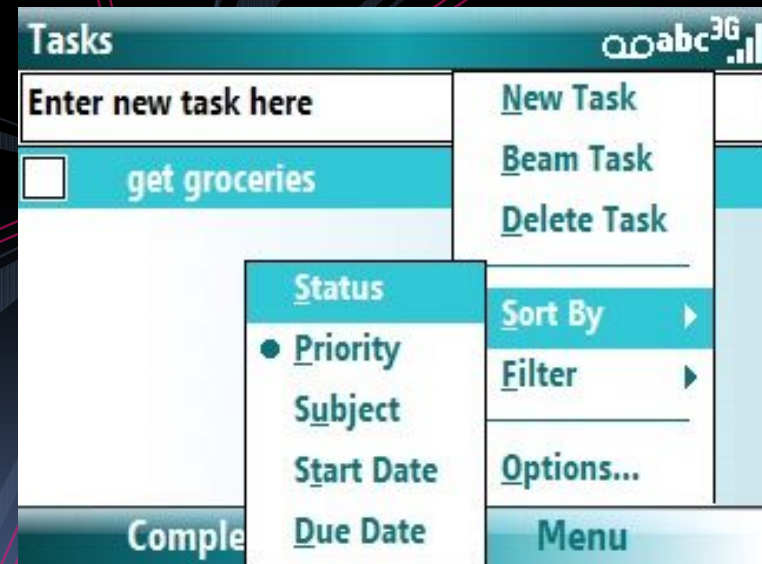 Tasks abc 3G
Enter new task here
get groceries
New Task
Beam Task
Delete Task
Sort By
Filter
Options...
Status
Priority
Subject
Start Date
Due Date
Comple
Menu